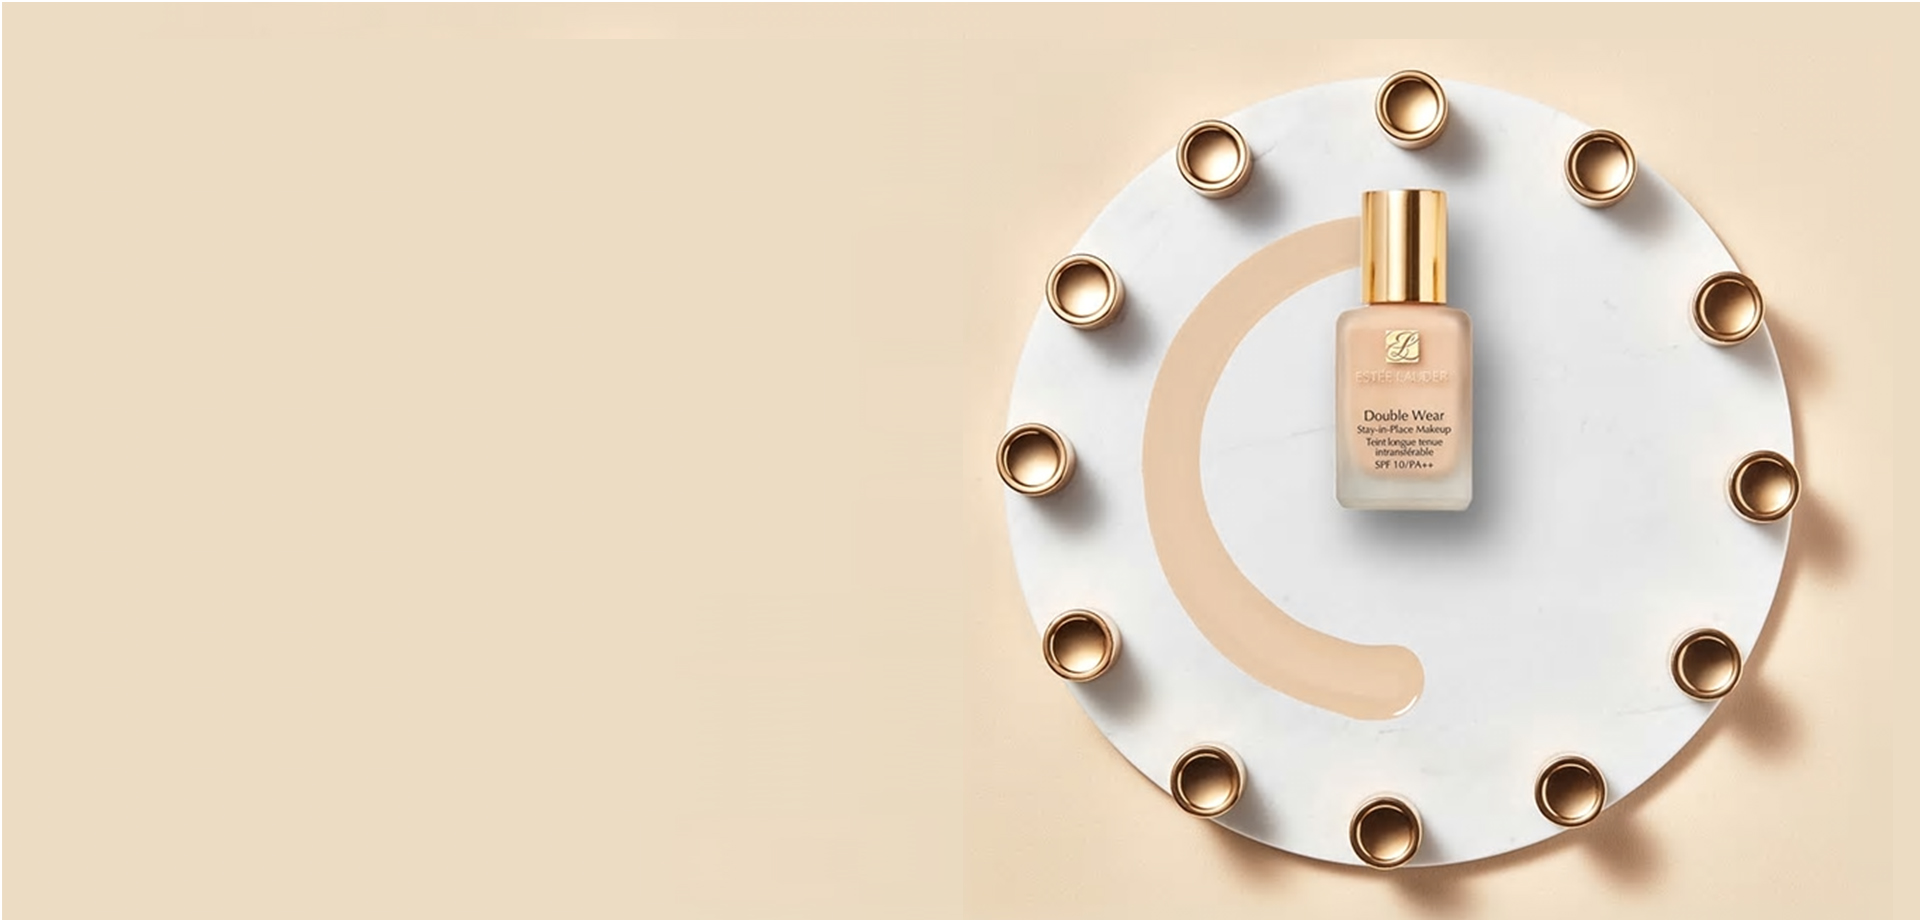 ESTĒE LAUDER
Double Wear
Stay-in-Place Makeup
Teint longue tenue
intransférable
SPF 10/PA++